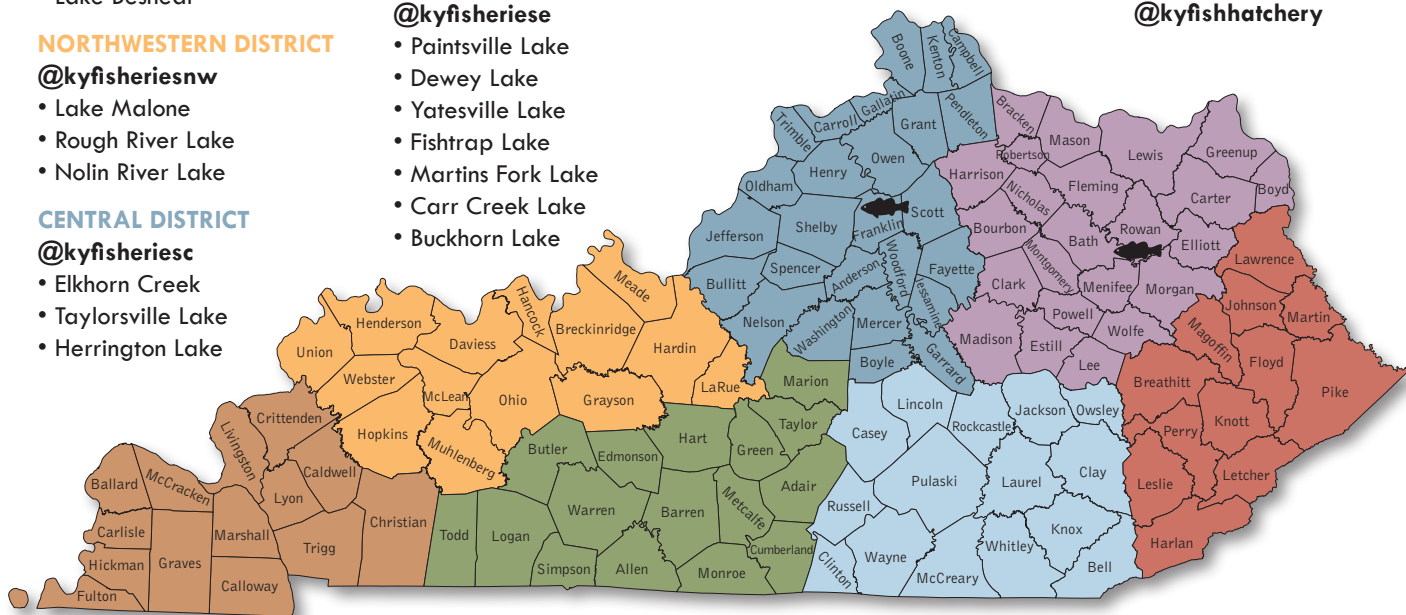 Lake Beshear
NORTHWESTERN DISTRICT
@kyfisheriesnw
• Lake Malone
• Rough River Lake
• Nolin River Lake
CENTRAL DISTRICT
@kyfisheriesc
• Elkhorn Creek
• Taylorsville Lake
• Herrington Lake
@kyfisheriese
• Paintsville Lake
• Dewey Lake
• Yatesville Lake
• Fishtrap Lake
• Martins Fork Lake
• Carr Creek Lake
• Buckhorn Lake
@kyfishhatchery
Boone
Kenton
Campbell
Gallatin
Carroll
Trimble
Grant
Pendleton
Owen
Henry
Oldham
Scott
Shelby
Franklin
Jefferson
Spencer
Anderson
Woodford
Fayette
Bullitt
Jessamine
Nelson
Washington
Mercer
Garrard
Boyle
Bracken
Mason
Robertson
Lewis
Greenup
Harrison
Nicholas
Fleming
Carter
Boyd
Bourbon
Bath
Rowan
Elliott
Montgomery
Clark
Menifee
Morgan
Powell
Wolfe
Madison
Estill
Lee
Lawrence
Johnson
Martin
Magoffin
Floyd
Pike
Breathitt
Knott
Perry
Letcher
Leslie
Harlan
Meade
Hancock
Breckinridge
Henderson
Daviess
Hardin
Union
Webster
McLean
Ohio
Grayson
LaRue
Hopkins
Muhlenberg
Marion
Taylor
Butler
Hart
Green
Edmonson
Adair
Metcalfe
Warren
Barren
Todd
Logan
Cumberland
Simpson
Allen
Monroe
Lincoln
Jackson
Owsley
Rockcastle
Casey
Clay
Pulaski
Laurel
Russell
Knox
Whitley
Wayne
Clinton
McCreary
Bell
Crittenden
Livingston
Caldwell
Ballard
McCracken
Lyon
Carlisle
Marshall
Christian
Hickman
Graves
Trigg
Calloway
Fulton